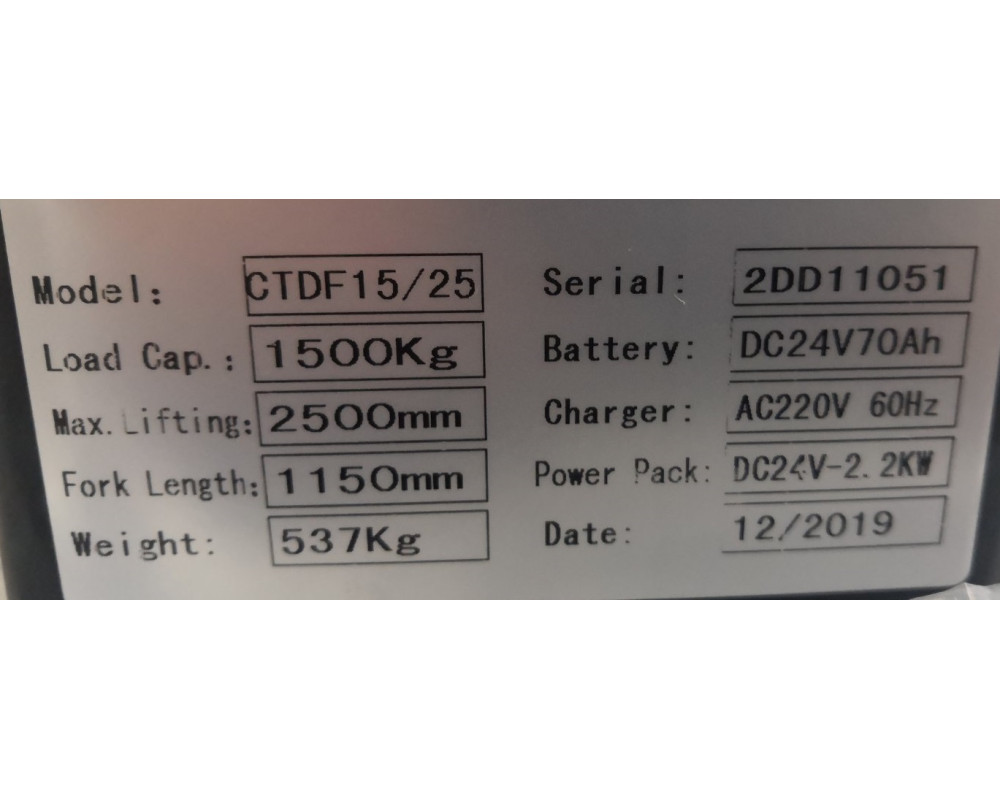 Model: CTDF15/25 Serial: 2DD11051
Load Cap.: 1500Kg Battery: DC24V70Ah
Max.Lifting: 2500mm Charger: AC220V 60Hz
Fork Length: 1150mm Power Pack: DC24V-2.2KW
Weight: 537Kg Date: 12/2019